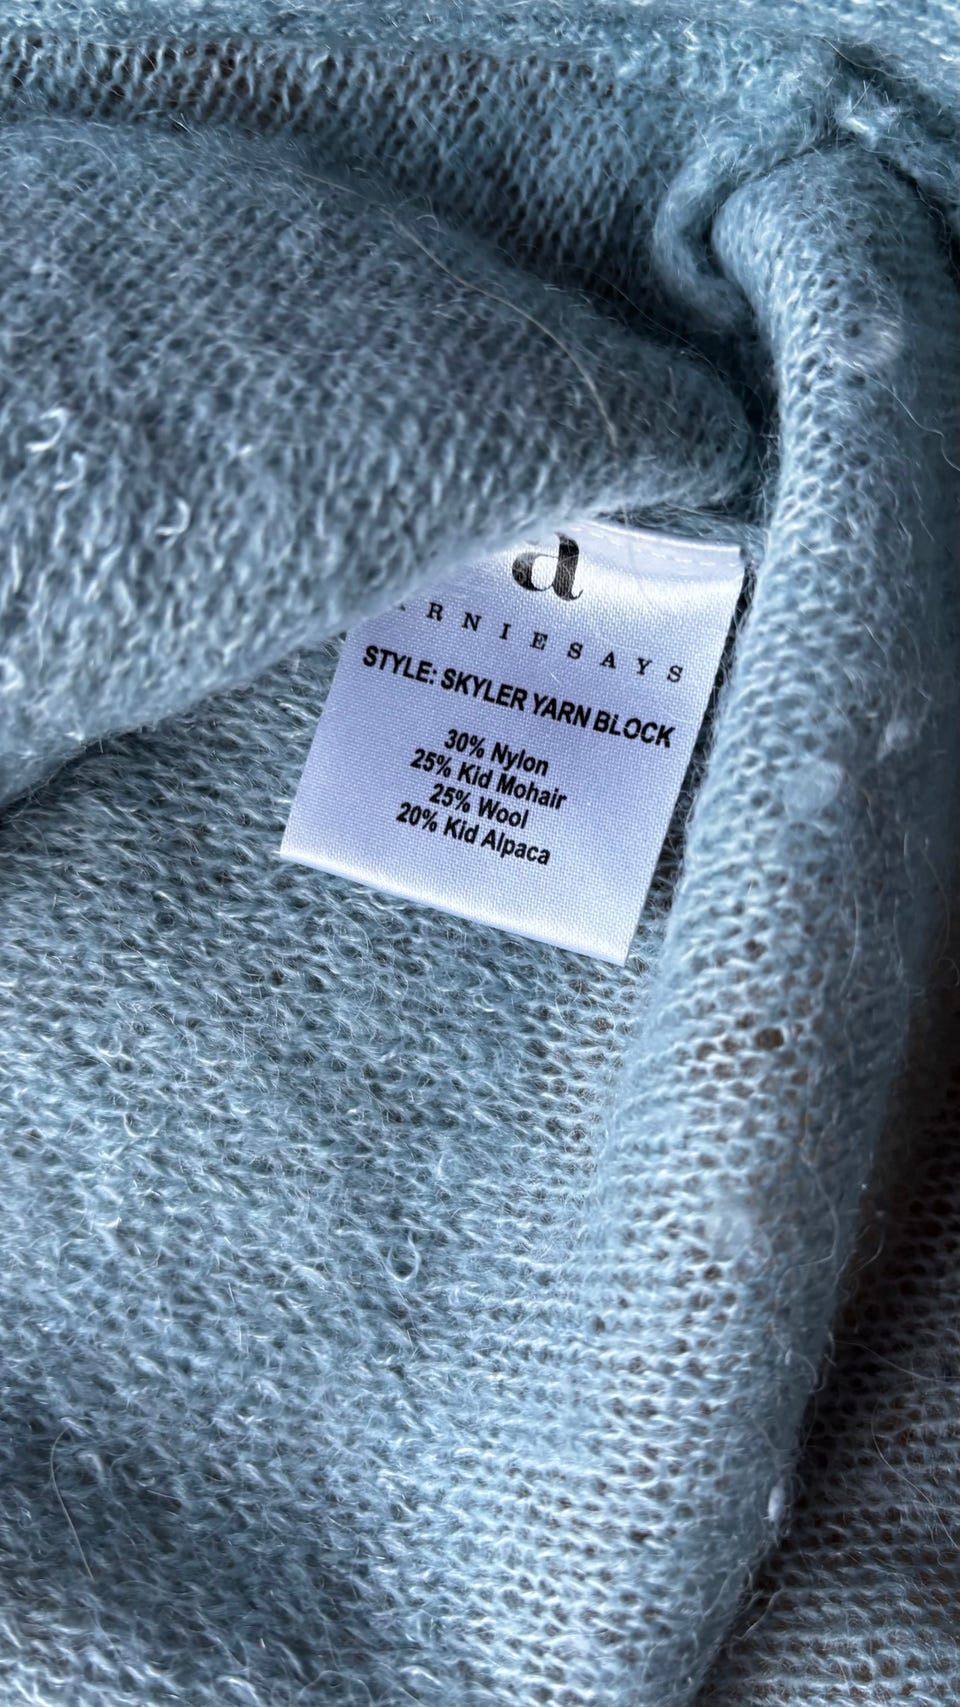 d
RNIESAYS
STYLE: SKYLER YARN BLOCK
30% Nylon
25% Kid Mohair
25% Wool
20% Kid Alpaca